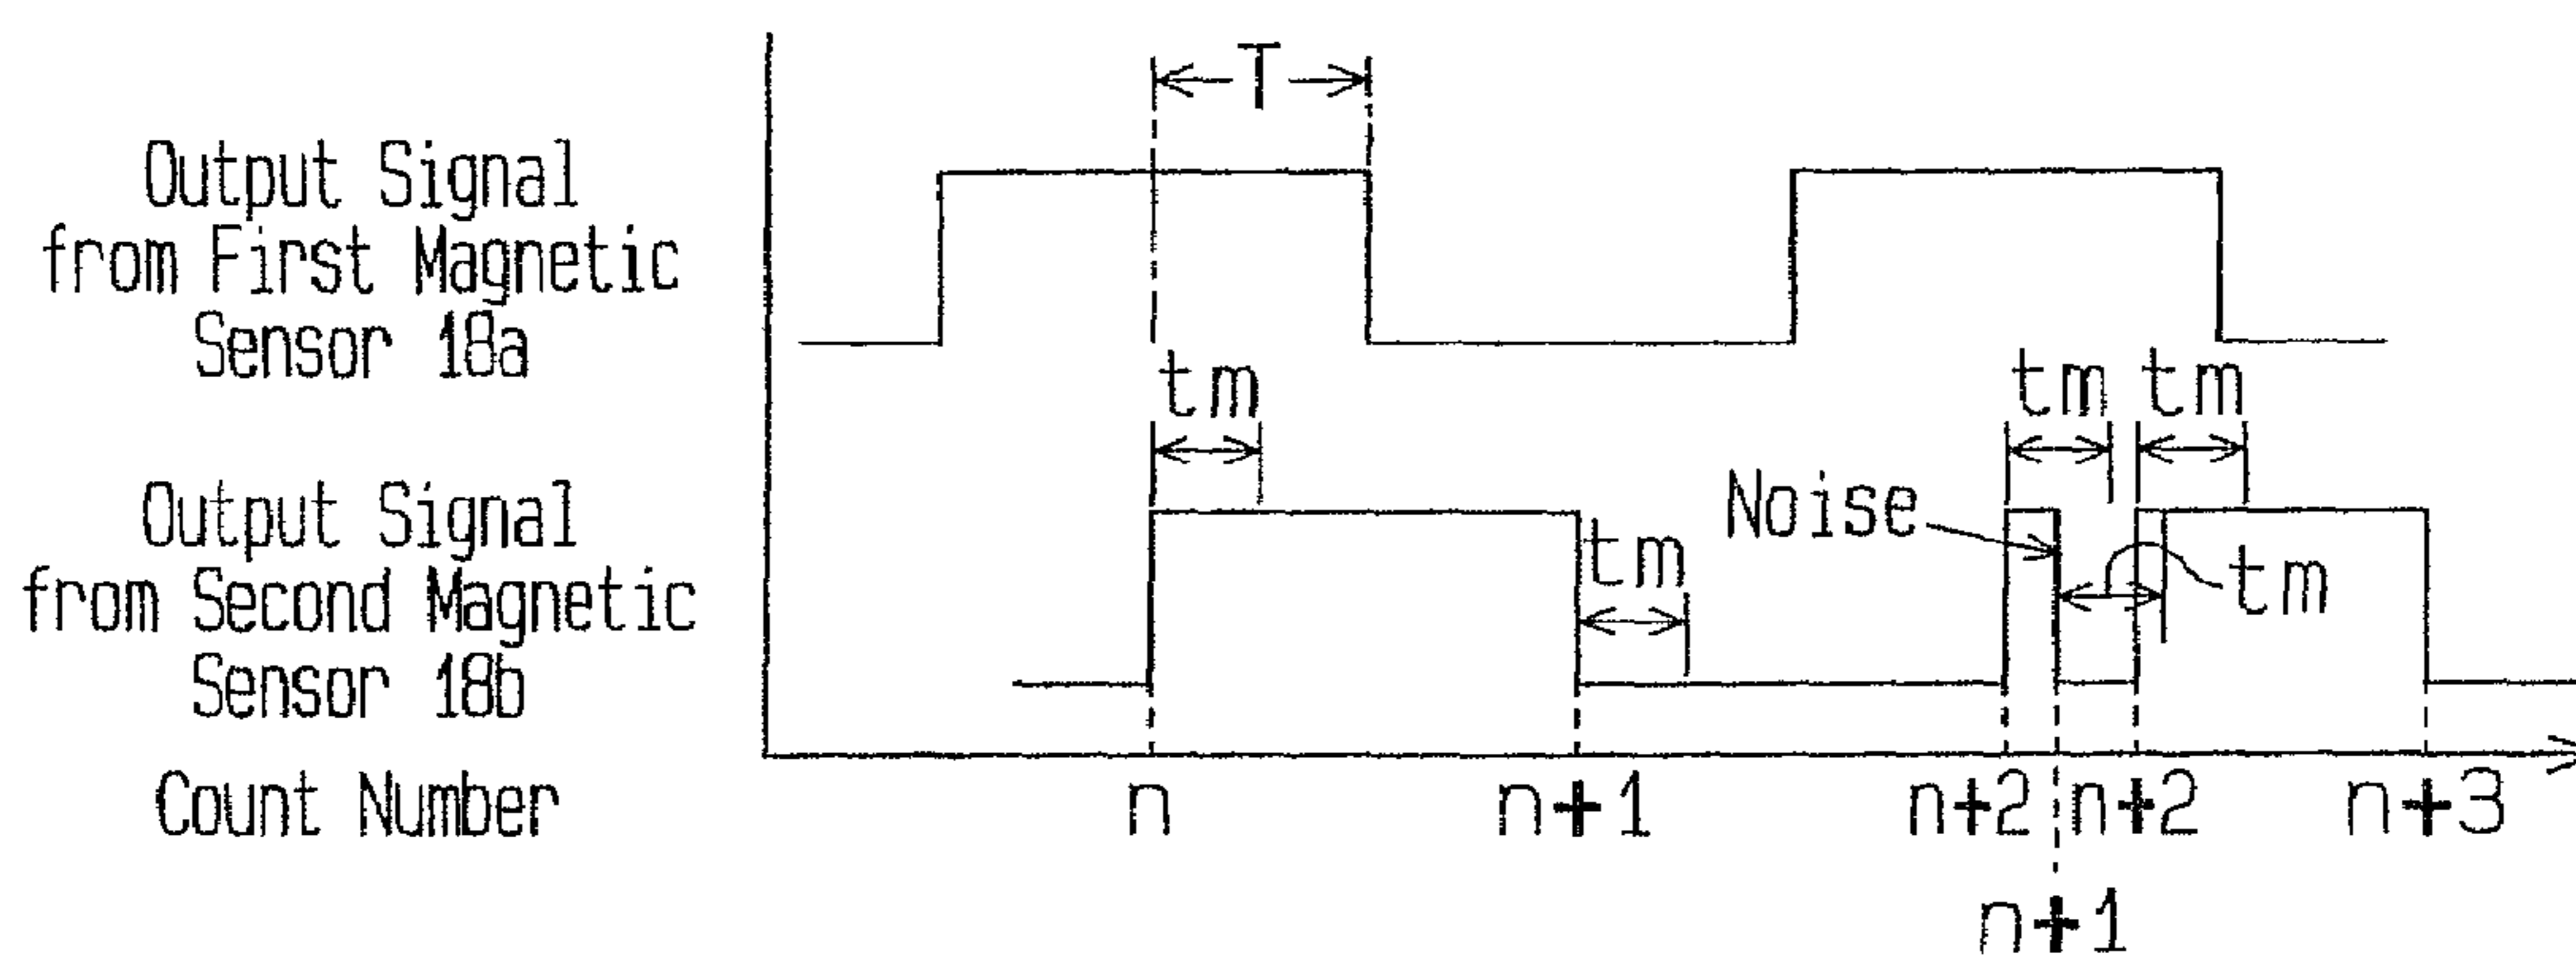 T
Output Signal
from First Magnetic
Sensor 18a
tm
tm
tm
Output Signal
from Second Magnetic
Sensor 18b
Noise
tm
tm
Count Number
n
n+1
n+2
n+2
n+3
n+1